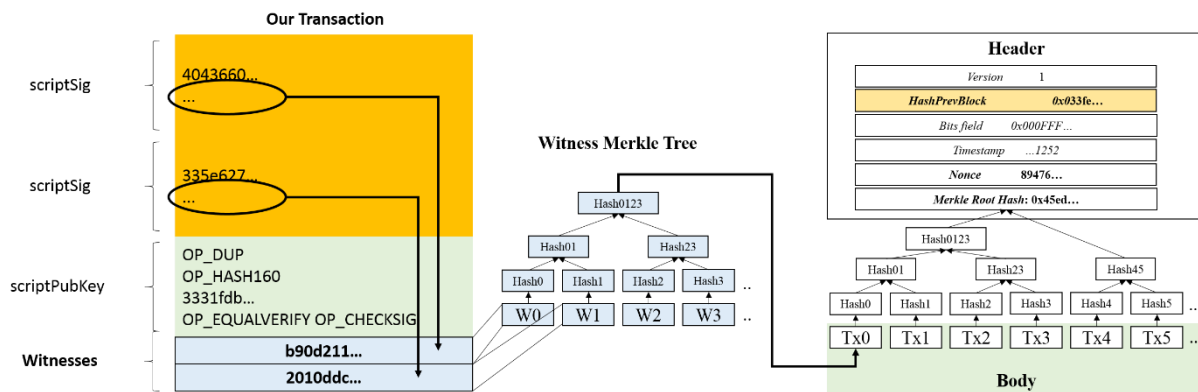 Our Transaction
scriptSig
4043660...
...
scriptSig
335e627...
...
scriptPubKey
OP_DUP
OP_HASH160
3331fdb...
OP_EQUALVERIFY OP_CHECKSIG
Witnesses
b90d211...
2010ddc...
Witness Merkle Tree
Hash0123
Hash01 Hash23
Hash0 Hash1 Hash2 Hash3 ..
W0 W1 W2 W3 ..
Header
Version 1
HashPrevBlock 0x033fe...
Bits field 0x000FFF...
Timestamp ...1252
Nonce 89476...
Merkle Root Hash: 0x45ed...
Hash0123
Hash01 Hash23 Hash45
Hash0 Hash1 Hash2 Hash3 Hash4 Hash5 ...
Tx0 Tx1 Tx2 Tx3 Tx4 Tx5 ...
Body